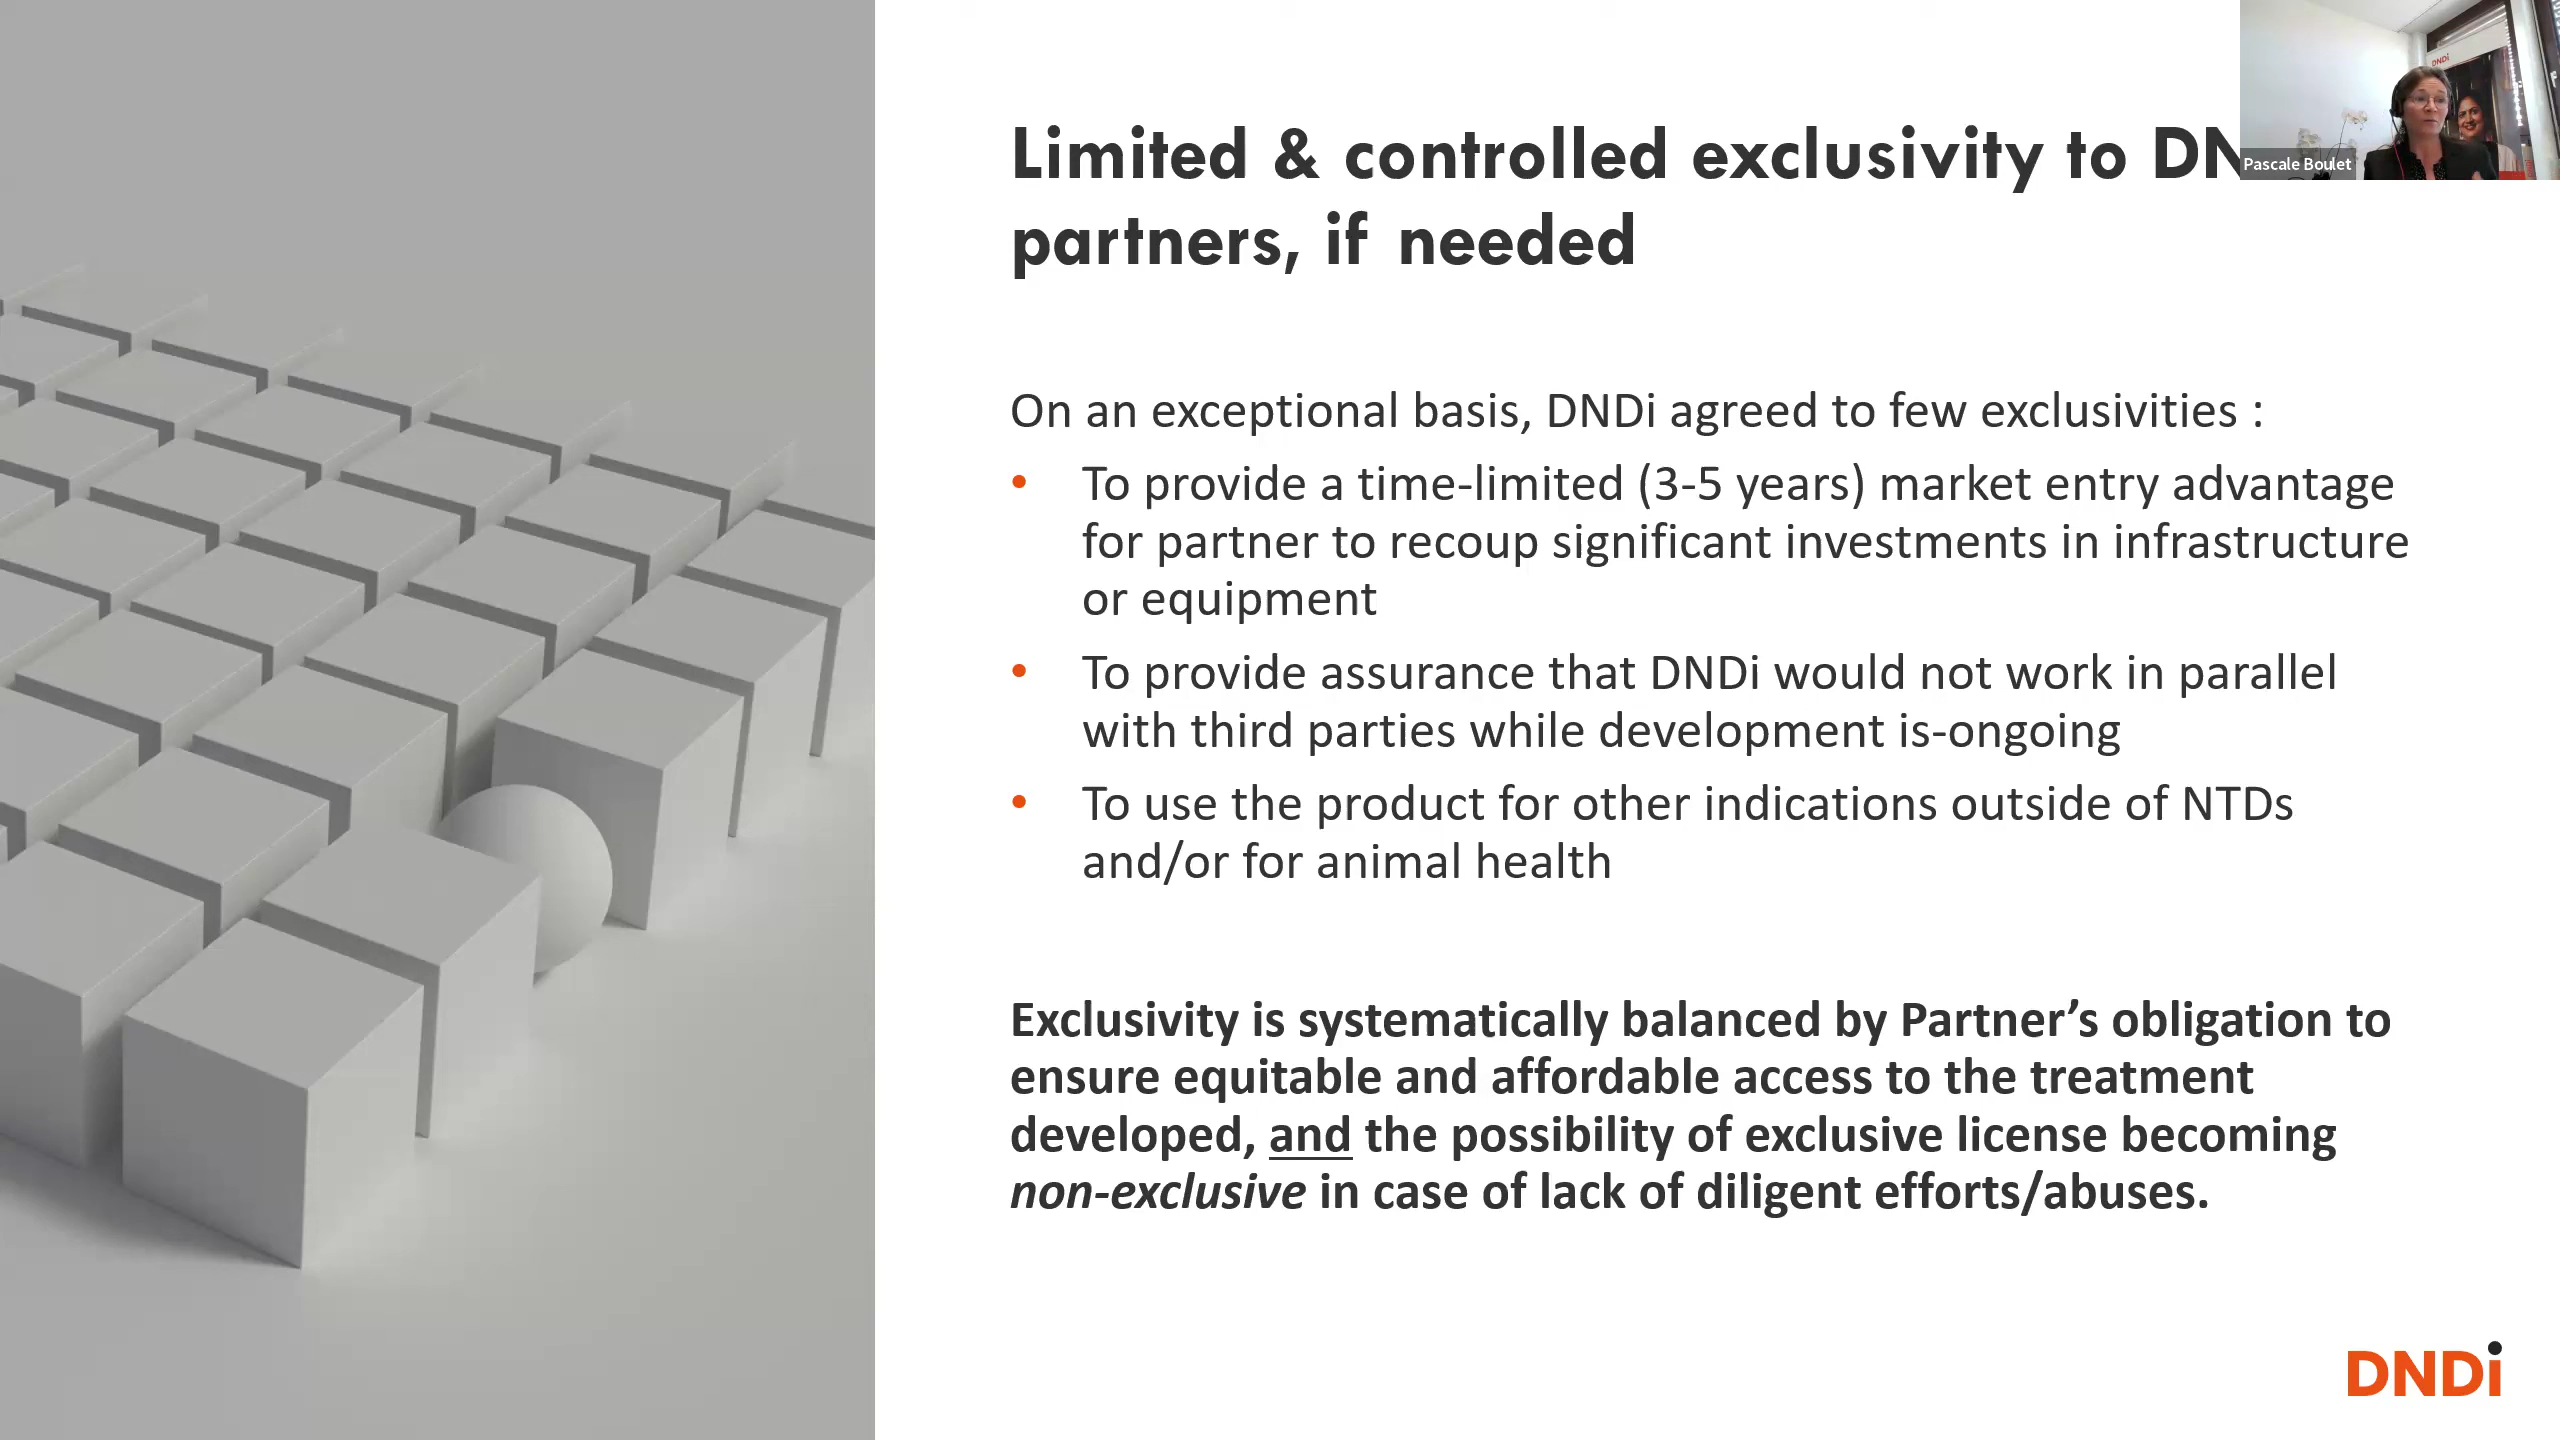 Limited & controlled exclusivity to DN
partners, if needed
DNDi
Pascale Boulet
On an exceptional basis, DNDi agreed to few exclusivities :
• To provide a time-limited (3-5 years) market entry advantage
for partner to recoup significant investments in infrastructure
or equipment
• To provide assurance that DNDi would not work in parallel
with third parties while development is-ongoing
• To use the product for other indications outside of NTDs
and/or for animal health
Exclusivity is systematically balanced by Partner’s obligation to
ensure equitable and affordable access to the treatment
developed, and the possibility of exclusive license becoming
non-exclusive in case of lack of diligent efforts/abuses.
DNDi